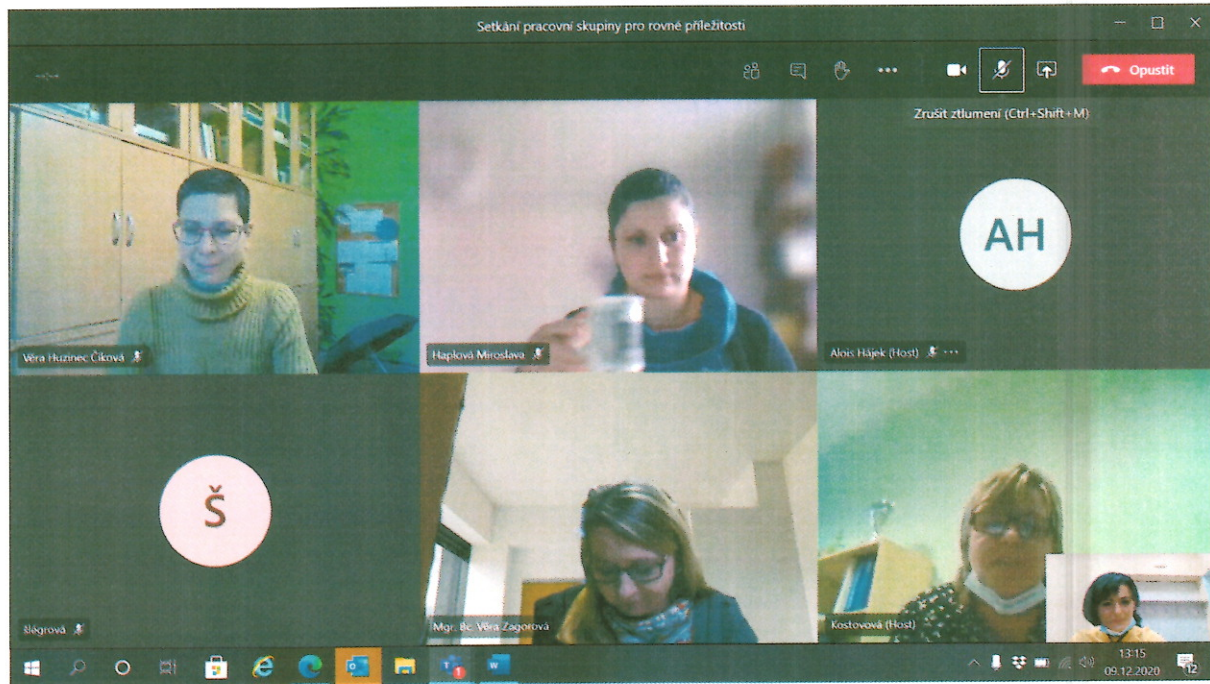 Setkání pracovní skupiny pro rovné příležitosti
Opustit
Zrušit ztlumení (Ctrl+Shift+M)
AH
Věra Huzinec Čiková
Haplová Miroslava
Alois Hájek (Host)
Š
šlégrová
Mgr. Bc. Věra Zagorová
Kostovová (Host)
13:15
09.12.2020
12